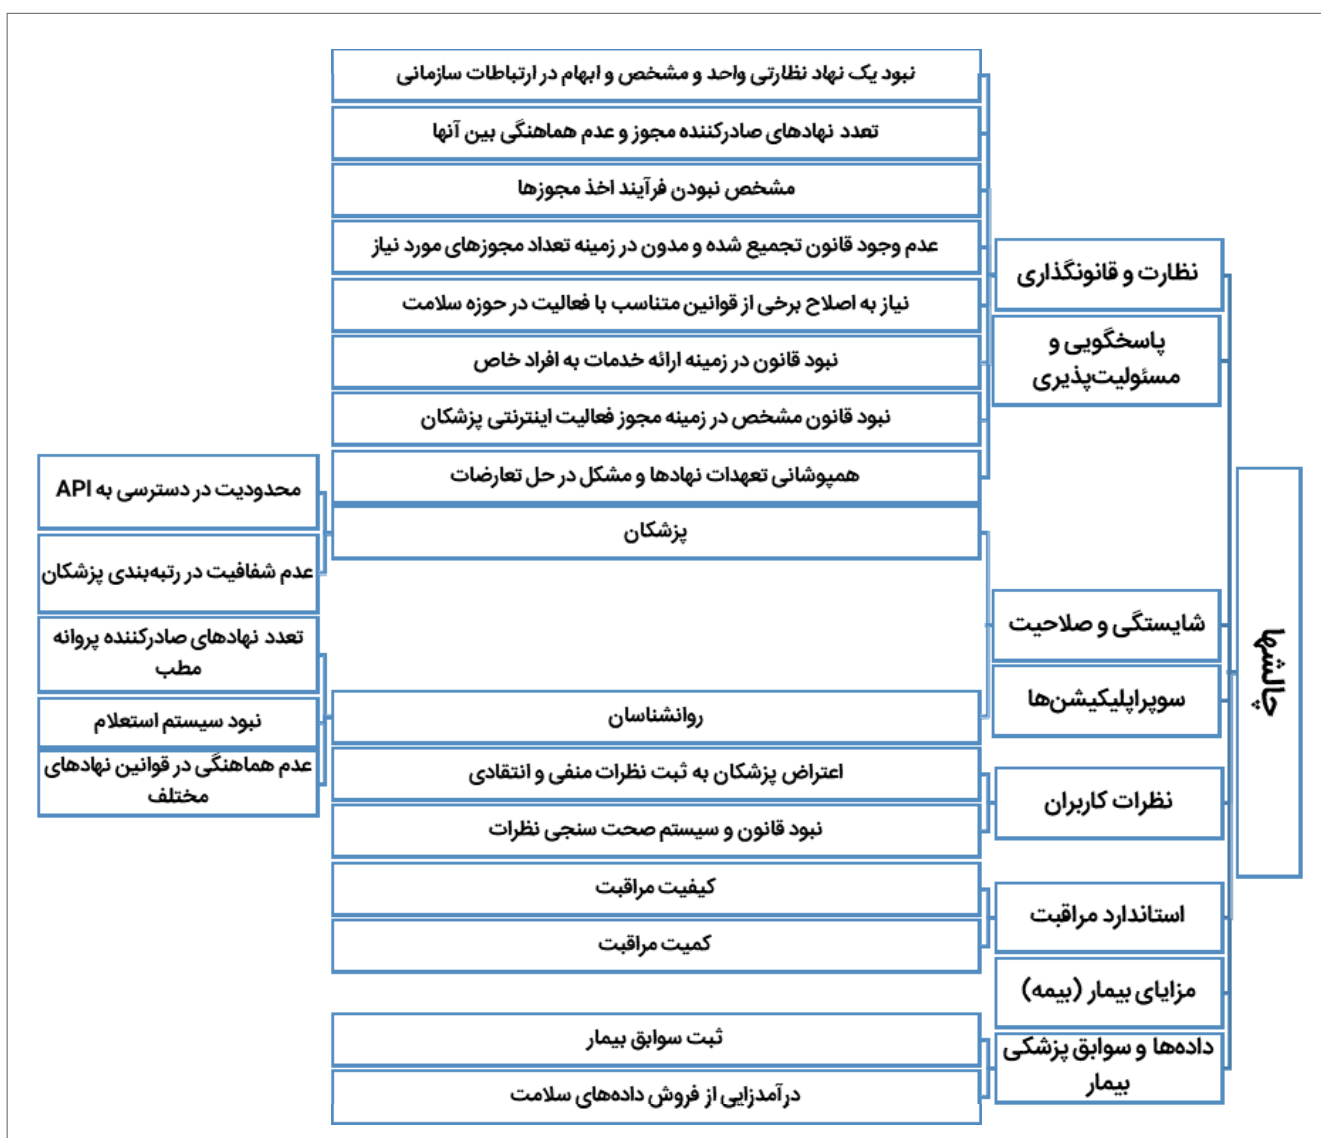 چالشها
نظارت و قانونگذاری
نبود یک نهاد نظارتی واحد و مشخص و ابهام در ارتباطات سازمانی
تعدد نهادهای صادرکننده مجوز و عدم هماهنگی بین آنها
مشخص نبودن فرآیند اخذ مجوزها
عدم وجود قانون تجمیع شده و مدون در زمینه تعداد مجوزهای مورد نیاز
نیاز به اصلاح برخی از قوانین متناسب با فعالیت در حوزه سلامت
نبود قانون در زمینه ارائه خدمات به افراد خاص
نبود قانون مشخص در زمینه مجوز فعالیت اینترنتی پزشکان
همپوشانی تعهدات نهادها و مشکل در حل تعارضات
پاسخگویی و
مسئولیت‌پذیری
شایستگی و صلاحیت
پزشکان
محدودیت در دسترسی به API
عدم شفافیت در رتبه‌بندی پزشکان
روانشناسان
تعدد نهادهای صادرکننده پروانه
مطب
نبود سیستم استعلام
عدم هماهنگی در قوانین نهادهای
مختلف
سوپراپلیکیشن‌ها
نظرات کاربران
اعتراض پزشکان به ثبت نظرات منفی و انتقادی
نبود قانون و سیستم صحت سنجی نظرات
استاندارد مراقبت
کیفیت مراقبت
کمیت مراقبت
مزایای بیمار (بیمه)
داده‌ها و سوابق پزشکی
بیمار
ثبت سوابق بیمار
درآمدزایی از فروش داده‌های سلامت